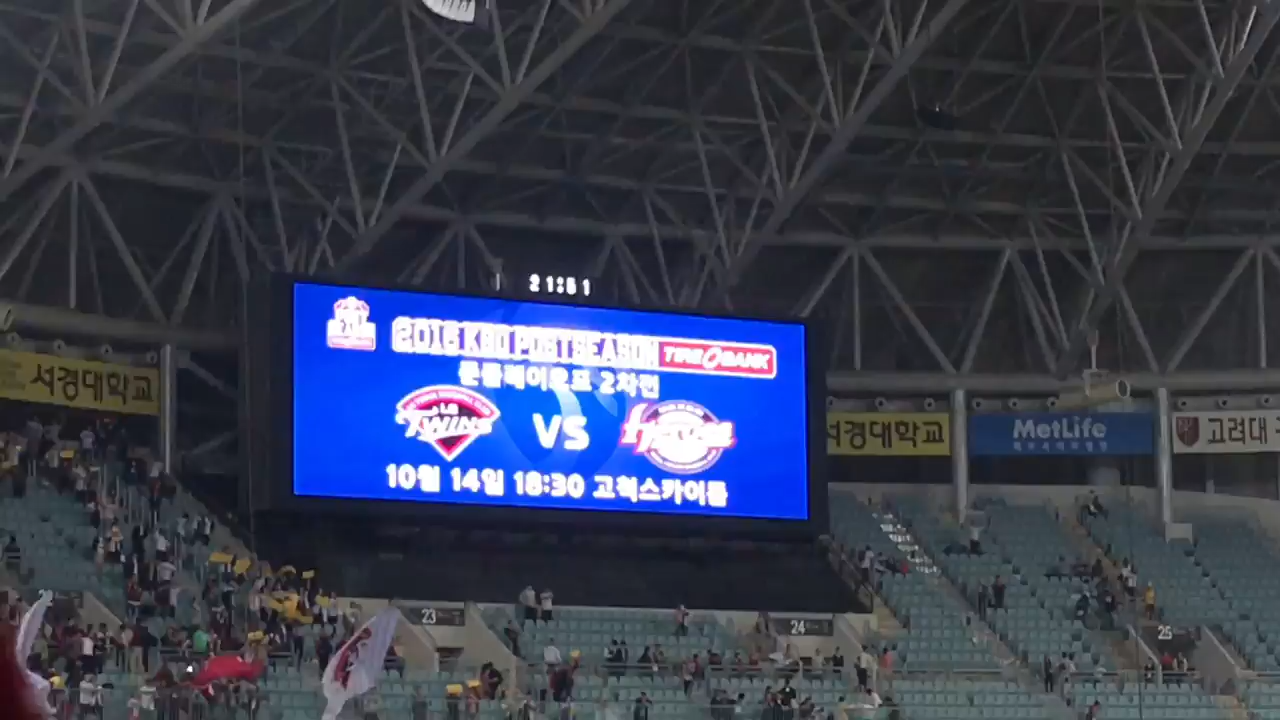 21:51
2016 KBO POSTSEASON TIRE BANK
준플레이오프 2차전
LG TWINS VS HEROES
10월 14일 18:30 고척스카이돔
서경대학교
서경대학교
MetLife
고려대
23
24
25